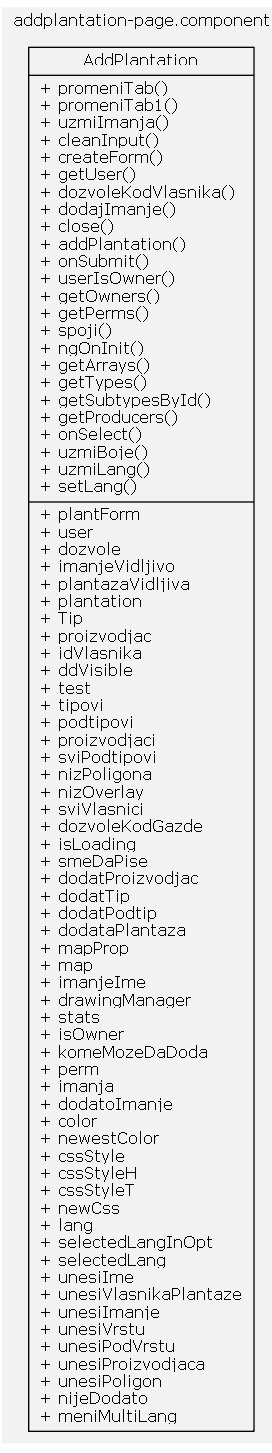 addplantation-page.component
AddPlantation
+ promeniTab()
+ promeniTab1()
+ uzmiImanja()
+ cleanInput()
+ createForm()
+ getUser()
+ dozvoleKodVlasnika()
+ dodajImanje()
+ close()
+ addPlantation()
+ onSubmit()
+ userIsOwner()
+ getOwners()
+ getPerms()
+ spoji()
+ ngOnInit()
+ getArrays()
+ getTypes()
+ getSubtypesById()
+ getProducers()
+ onSelect()
+ uzmiBoje()
+ uzmiLang()
+ setLang()
+ plantForm
+ user
+ dozvole
+ imanjeVidljivo
+ plantazaVidljiva
+ plantation
+ Tip
+ proizvodjac
+ idVlasnika
+ ddVisible
+ test
+ tipovi
+ podtipovi
+ proizvodjaci
+ sviPodtipovi
+ nizPoligona
+ nizOverlay
+ sviVlasnici
+ dozvoleKodGazde
+ isLoading
+ smeDaPise
+ dodatProizvodjac
+ dodatTip
+ dodatPodtip
+ dodataPlantaza
+ mapProp
+ map
+ imanjeIme
+ drawingManager
+ stats
+ isOwner
+ komeMozeDaDoda
+ perm
+ imanja
+ dodatoImanje
+ color
+ newestColor
+ cssStyle
+ cssStyleH
+ cssStyleT
+ newCss
+ lang
+ selectedLangInOpt
+ selectedLang
+ unesiIme
+ unesiVlasnikaPlantaze
+ unesiImanje
+ unesiVrstu
+ unesiPodVrstu
+ unesiProizvodjaca
+ unesiPoligon
+ nijeDodato
+ meniMultiLang